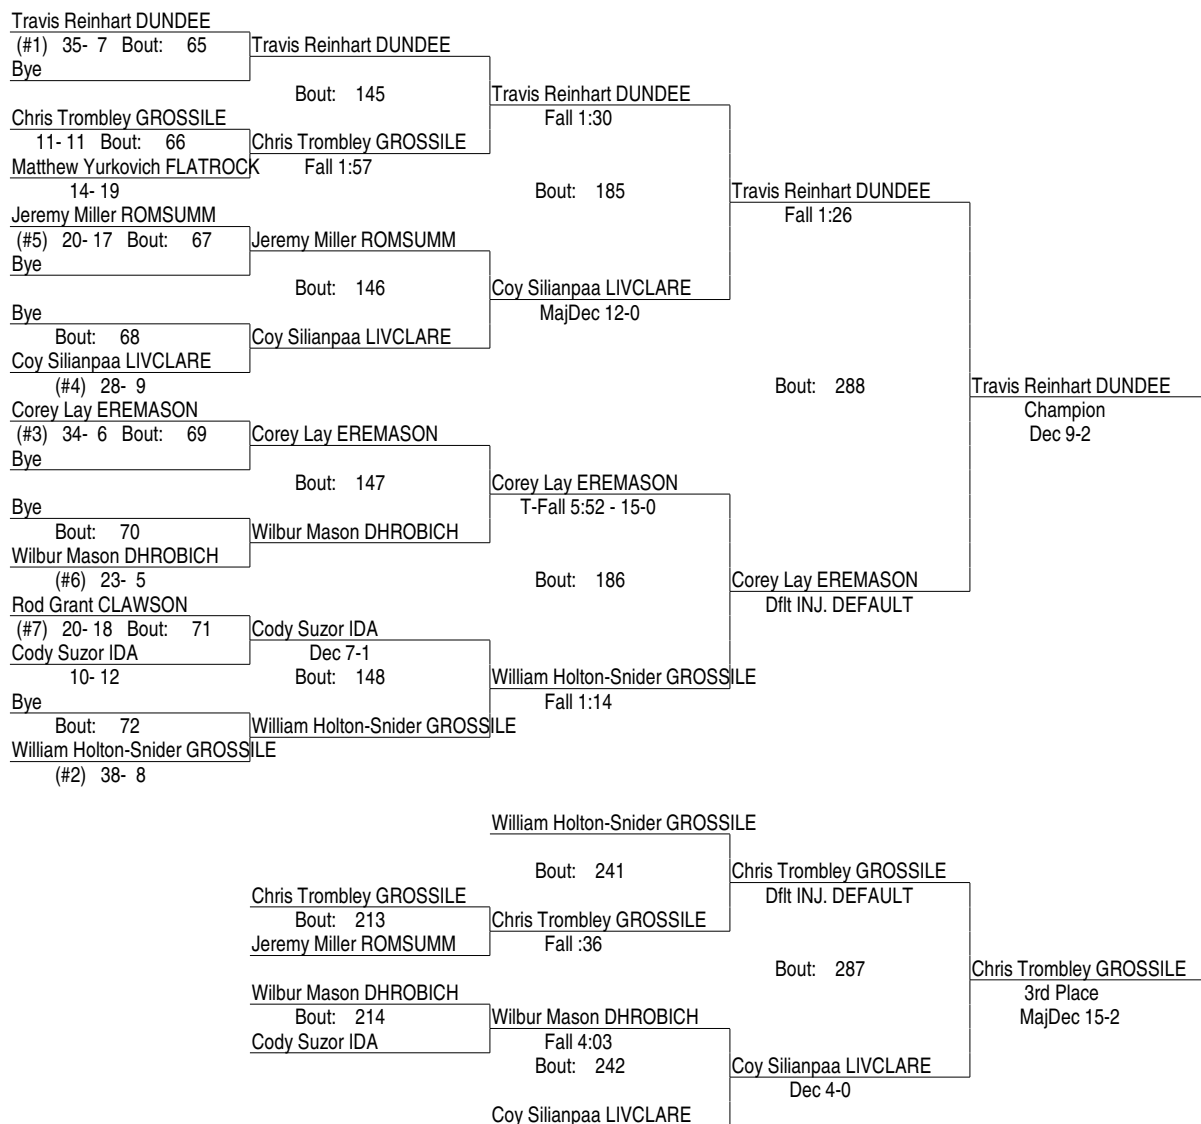 Travis Reinhart DUNDEE
(#1) 35- 7 Bout: 65
Bye
Travis Reinhart DUNDEE
Bout: 145
Chris Trombley GROSSILE
11- 11 Bout: 66
Matthew Yurkovich FLATROCK
14- 19
Chris Trombley GROSSILE
Fall 1:57
Travis Reinhart DUNDEE
Fall 1:30
Bout: 185
Jeremy Miller ROMSUMM
(#5) 20- 17 Bout: 67
Bye
Jeremy Miller ROMSUMM
Bout: 146
Bye
Bout: 68
Coy Silianpaa LIVCLARE
(#4) 28- 9
Coy Silianpaa LIVCLARE
Coy Silianpaa LIVCLARE
MajDec 12-0
Travis Reinhart DUNDEE
Fall 1:26
Bout: 288
Travis Reinhart DUNDEE
Champion
Dec 9-2
Corey Lay EREMASON
(#3) 34- 6 Bout: 69
Bye
Corey Lay EREMASON
Bout: 147
Bye
Bout: 70
Wilbur Mason DHROBICH
(#6) 23- 5
Wilbur Mason DHROBICH
Corey Lay EREMASON
T-Fall 5:52 - 15-0
Bout: 186
Corey Lay EREMASON
Dflt INJ. DEFAULT
Rod Grant CLAWSON
(#7) 20- 18 Bout: 71
Cody Suzor IDA
10- 12
Cody Suzor IDA
Dec 7-1
Bout: 148
Bye
Bout: 72
William Holton-Snider GROSSILE
(#2) 38- 8
William Holton-Snider GROSSILE
William Holton-Snider GROSSILE
Fall 1:14
William Holton-Snider GROSSILE
Bout: 241
Chris Trombley GROSSILE
Dflt INJ. DEFAULT
Chris Trombley GROSSILE
Bout: 213
Jeremy Miller ROMSUMM
Chris Trombley GROSSILE
Fall :36
Bout: 287
Chris Trombley GROSSILE
3rd Place
MajDec 15-2
Wilbur Mason DHROBICH
Bout: 214
Cody Suzor IDA
Wilbur Mason DHROBICH
Fall 4:03
Bout: 242
Coy Silianpaa LIVCLARE
Dec 4-0
Coy Silianpaa LIVCLARE